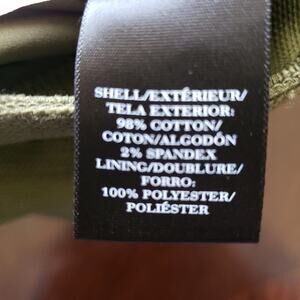 SHELL/EXTÉRIEUR/
TELA EXTERIOR:
98% COTTON/
COTON/ALGODÓN
2% SPANDEX
LINING/DOUBLURE/
FORRO:
100% POLYESTER/
POLIÉSTER